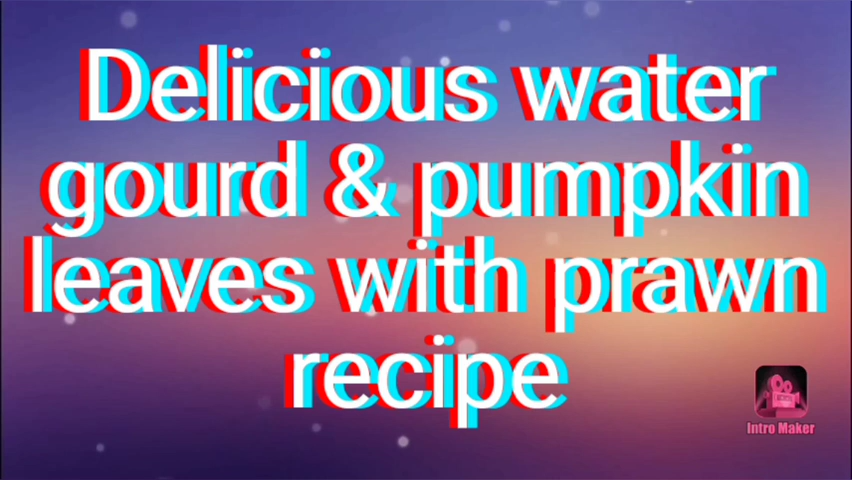 Delicious water
gourd & pumpkin
leaves with prawn
recipe
Intro Maker